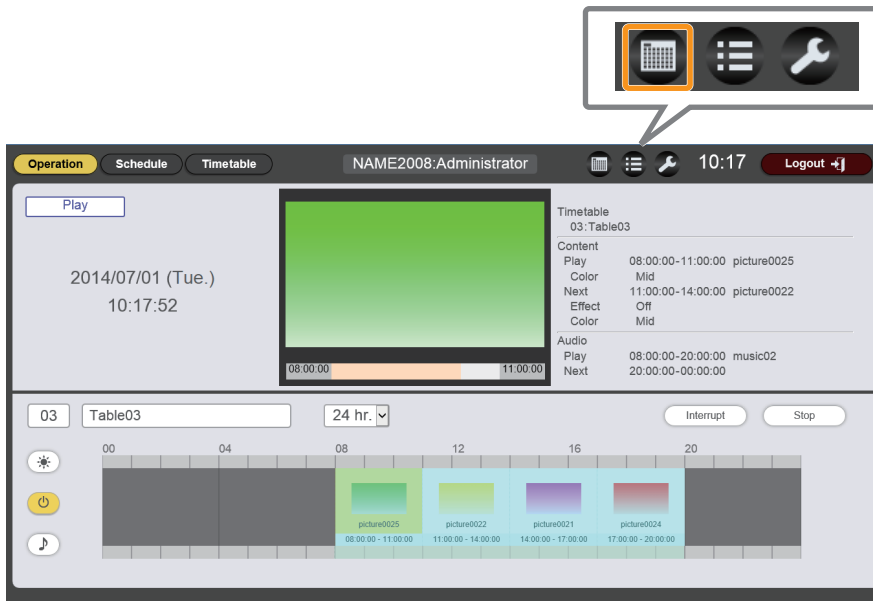 Operation Schedule Timetable NAME2008:Administrator 10:17 Logout
Play
2014/07/01 (Tue.)
10:17:52
08:00:00 11:00:00
Timetable
03:Table03
Content
Play 08:00:00-11:00:00 picture0025
Color Mid
Next 11:00:00-14:00:00 picture0022
Effect Off
Color Mid
Audio
Play 08:00:00-20:00:00 music02
Next 20:00:00-00:00:00
03 Table03 24 hr. Interrupt Stop
00 04 08 12 16 20
picture0025 picture0022 picture0021 picture0024
08:00:00 - 11:00:00 11:00:00 - 14:00:00 14:00:00 - 17:00:00 17:00:00 - 20:00:00